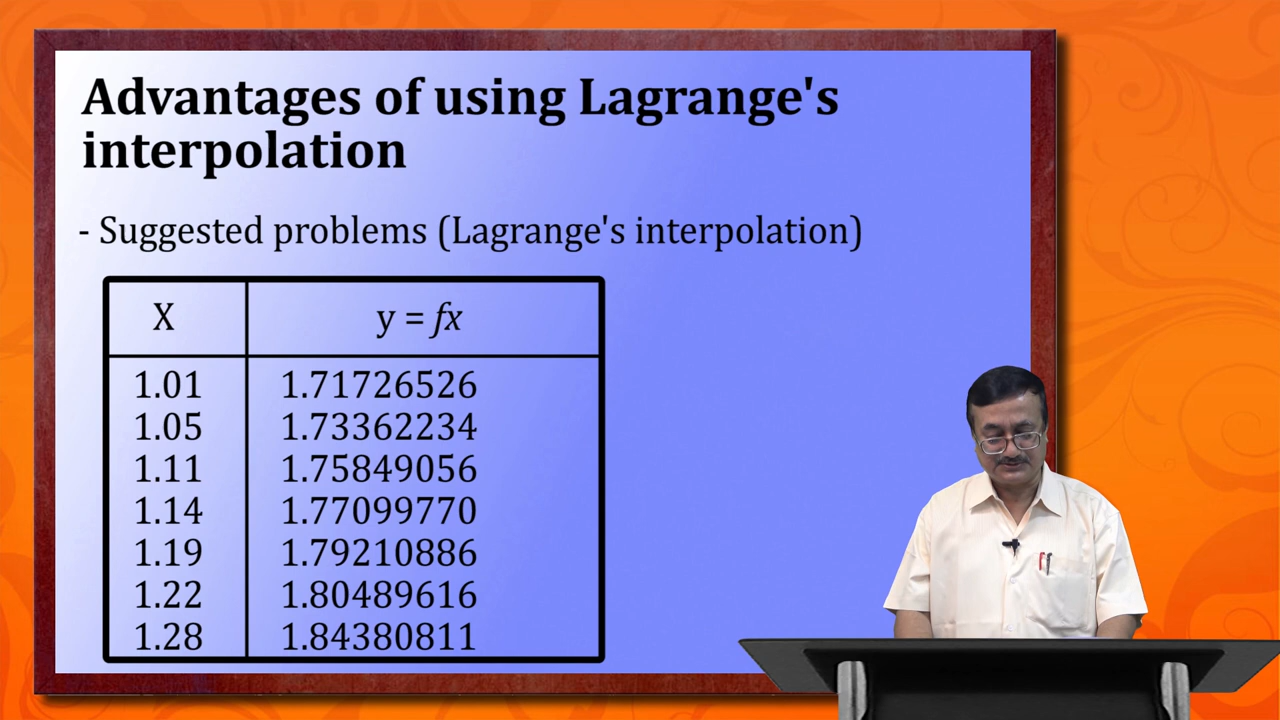 Advantages of using Lagrange's
interpolation
- Suggested problems (Lagrange's interpolation)
X y = fx
1.01 1.71726526
1.05 1.73362234
1.11 1.75849056
1.14 1.77099770
1.19 1.79210886
1.22 1.80489616
1.28 1.84380811